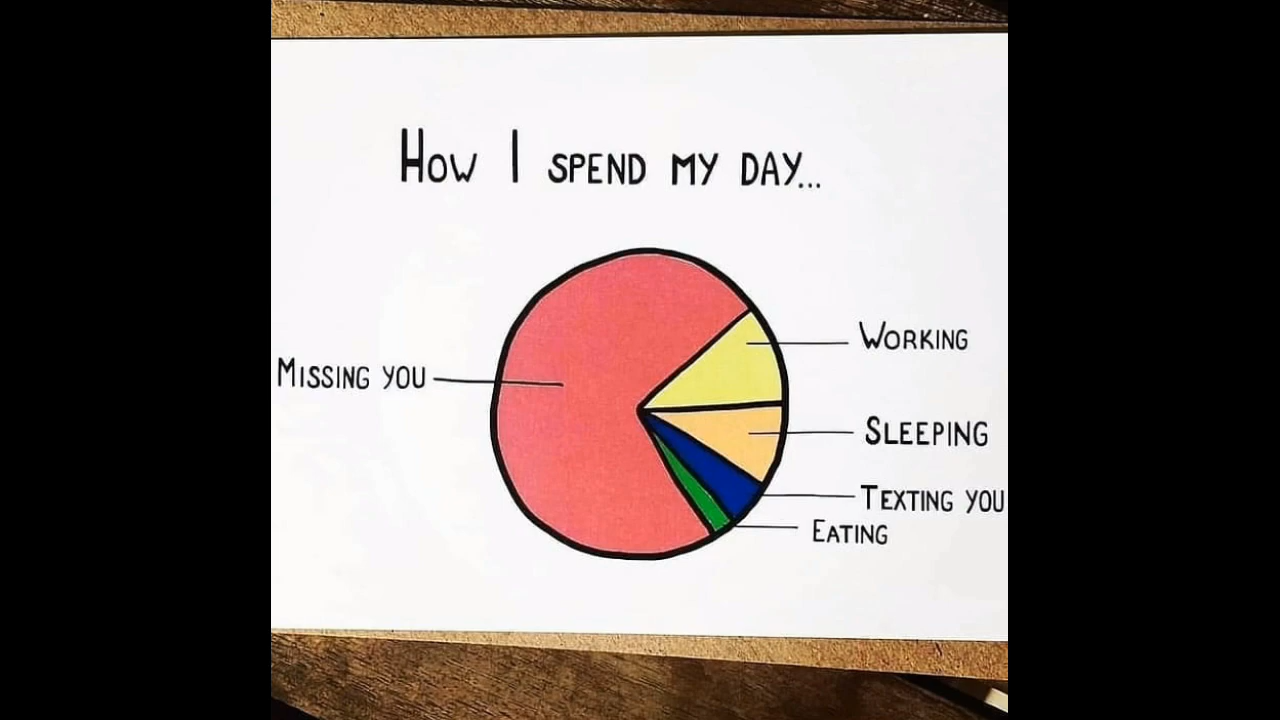 How I spend my day...
Missing you
Working
Sleeping
Texting you
Eating